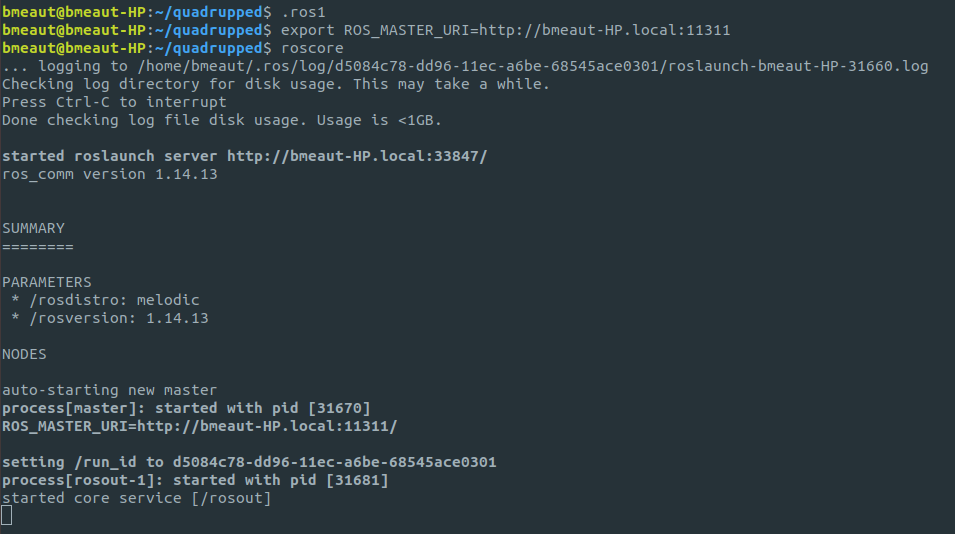 bmeaut@bmeaut-HP:~/quadrupped$ .ros1
bmeaut@bmeaut-HP:~/quadrupped$ export ROS_MASTER_URI=http://bmeaut-HP.local:11311
bmeaut@bmeaut-HP:~/quadrupped$ roscore
... logging to /home/bmeaut/.ros/log/d5084c78-dd96-11ec-a6be-68545ace0301/roslaunch-bmeaut-HP-31660.log
Checking log directory for disk usage. This may take a while.
Press Ctrl-C to interrupt
Done checking log file disk usage. Usage is <1GB.
started roslaunch server http://bmeaut-HP.local:33847/
ros_comm version 1.14.13
SUMMARY
========
PARAMETERS
 * /rosdistro: melodic
 * /rosversion: 1.14.13
NODES
auto-starting new master
process[master]: started with pid [31670]
ROS_MASTER_URI=http://bmeaut-HP.local:11311/
setting /run_id to d5084c78-dd96-11ec-a6be-68545ace0301
process[rosout-1]: started with pid [31681]
started core service [/rosout]